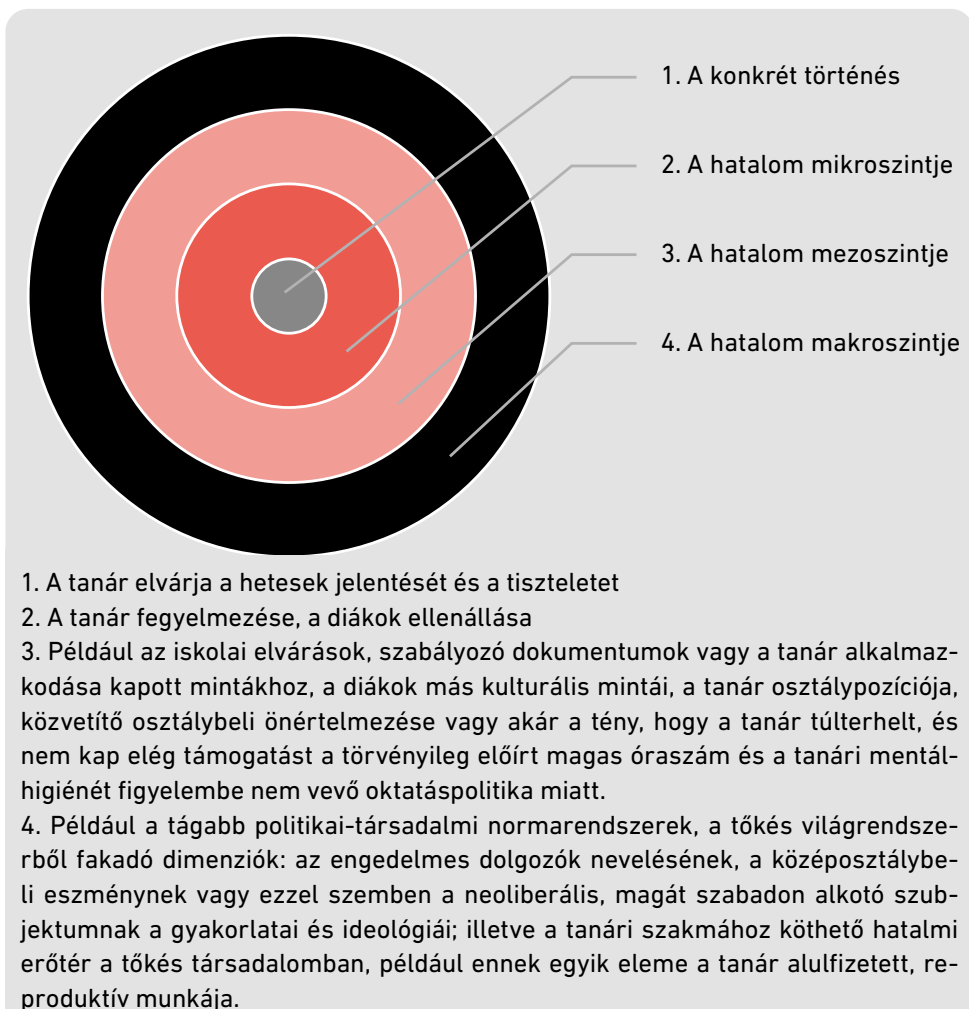 1. A konkrét történés
2. A hatalom mikroszintje
3. A hatalom mezoszintje
4. A hatalom makroszintje
1. A tanár elvárja a hetesek jelentését és a tiszteletet
2. A tanár fegyelmezése, a diákok ellenállása
3. Például az iskolai elvárások, szabályozó dokumentumok vagy a tanár alkalmaz-
kodása kapott mintákhoz, a diákok más kulturális mintái, a tanár osztálypozíciója,
közvetítő osztálybeli önértelmezése vagy akár a tény, hogy a tanár túlterhelt, és
nem kap elég támogatást a törvényileg előírt magas óraszám és a tanári mentál-
higiénét figyelembe nem vevő oktatáspolitika miatt.
4. Például a tágabb politikai-társadalmi normarendszerek, a tőkés világrendsze-
rből fakadó dimenziók: az engedelmes dolgozók nevelésének, a középosztálybe-
li eszménynek vagy ezzel szemben a neoliberális, magát szabadon alkotó szub-
jektumnak a gyakorlatai és ideológiái; illetve a tanári szakmához köthető hatalmi
erőtér a tőkés társadalomban, például ennek egyik eleme a tanár alulfizetett, re-
produktív munkája.